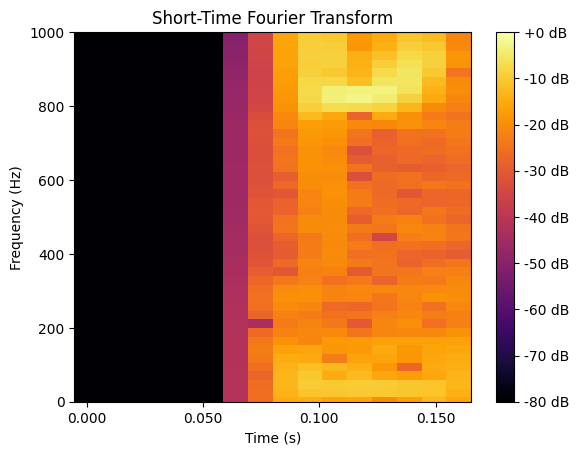 Short-Time Fourier Transform
Frequency (Hz)
1000
800
600
400
200
0
0.000
0.050
0.100
0.150
Time (s)
+0 dB
-10 dB
-20 dB
-30 dB
-40 dB
-50 dB
-60 dB
-70 dB
-80 dB